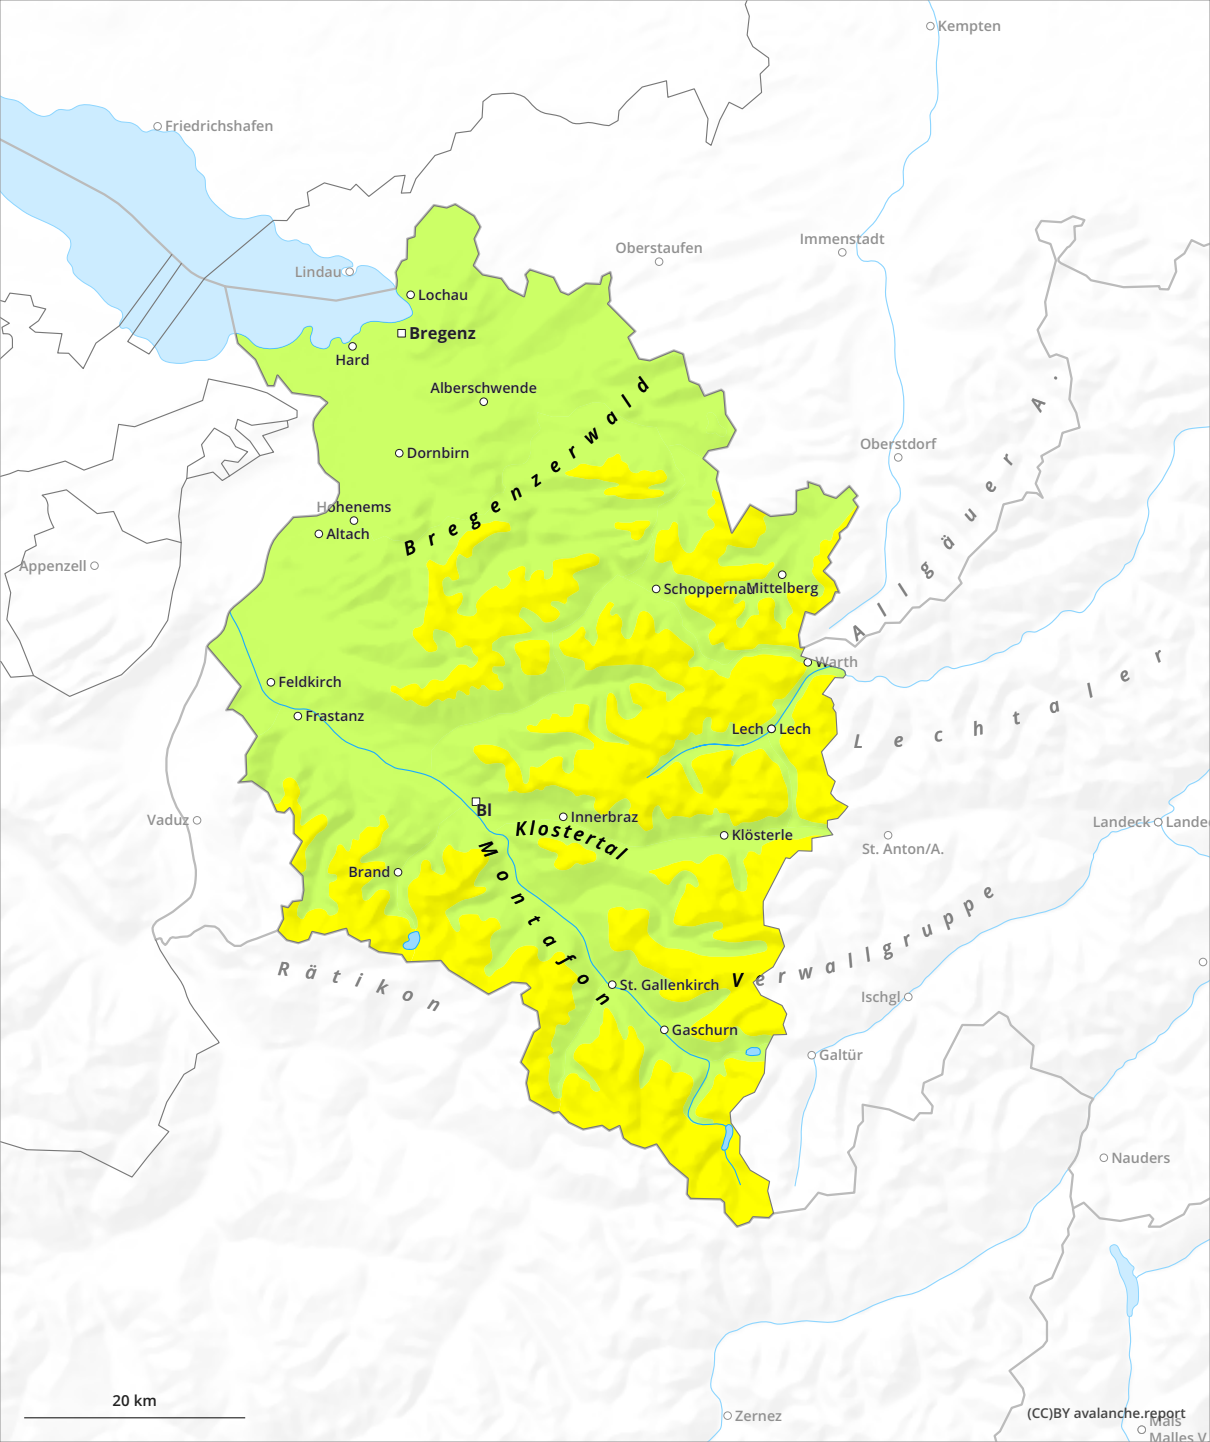 Kempten
Friedrichshafen
Immenstadt
Oberstaufen
Lindau
Lochau
Bregenz
Hard
Alberschwende
Bregenzerwald
Allgäuer A.
Oberstdorf
Dornbirn
Hohenems
Altach
Appenzell
Schoppernau
Mittelberg
Warth
Feldkirch
Frastanz
Lech
Lech
Lechtaler
Bl
Innerbraz
Klostertal
Klösterle
Vaduz
Landeck
St. Anton/A.
Brand
Montafon
Verwallgruppe
Rätikon
St. Gallenkirch
Ischgl
Gaschurn
Galtür
Nauders
20 km
Zernez
(CC)BY avalanche.report
Mals
Malles V